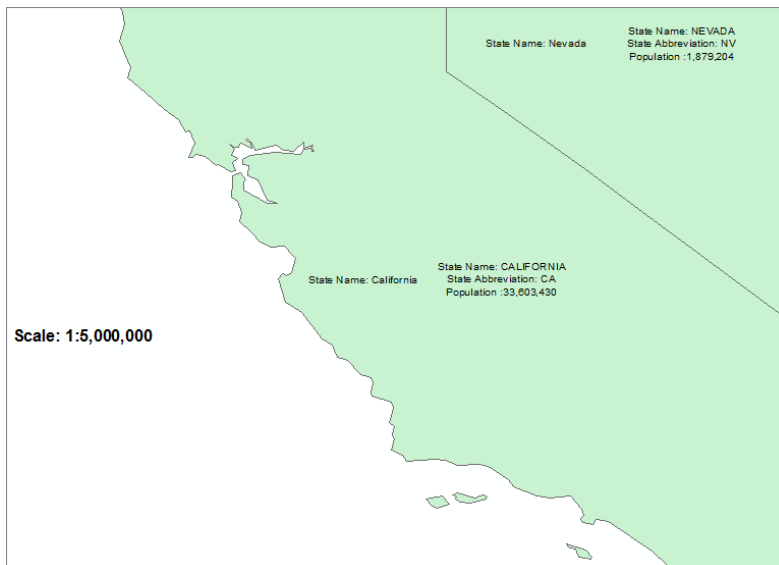 State Name: Nevada
State Name: NEVADA
State Abbreviation: NV
Population :1,879,204
State Name: California
State Name: CALIFORNIA
State Abbreviation: CA
Population :33,603,430
Scale: 1:5,000,000